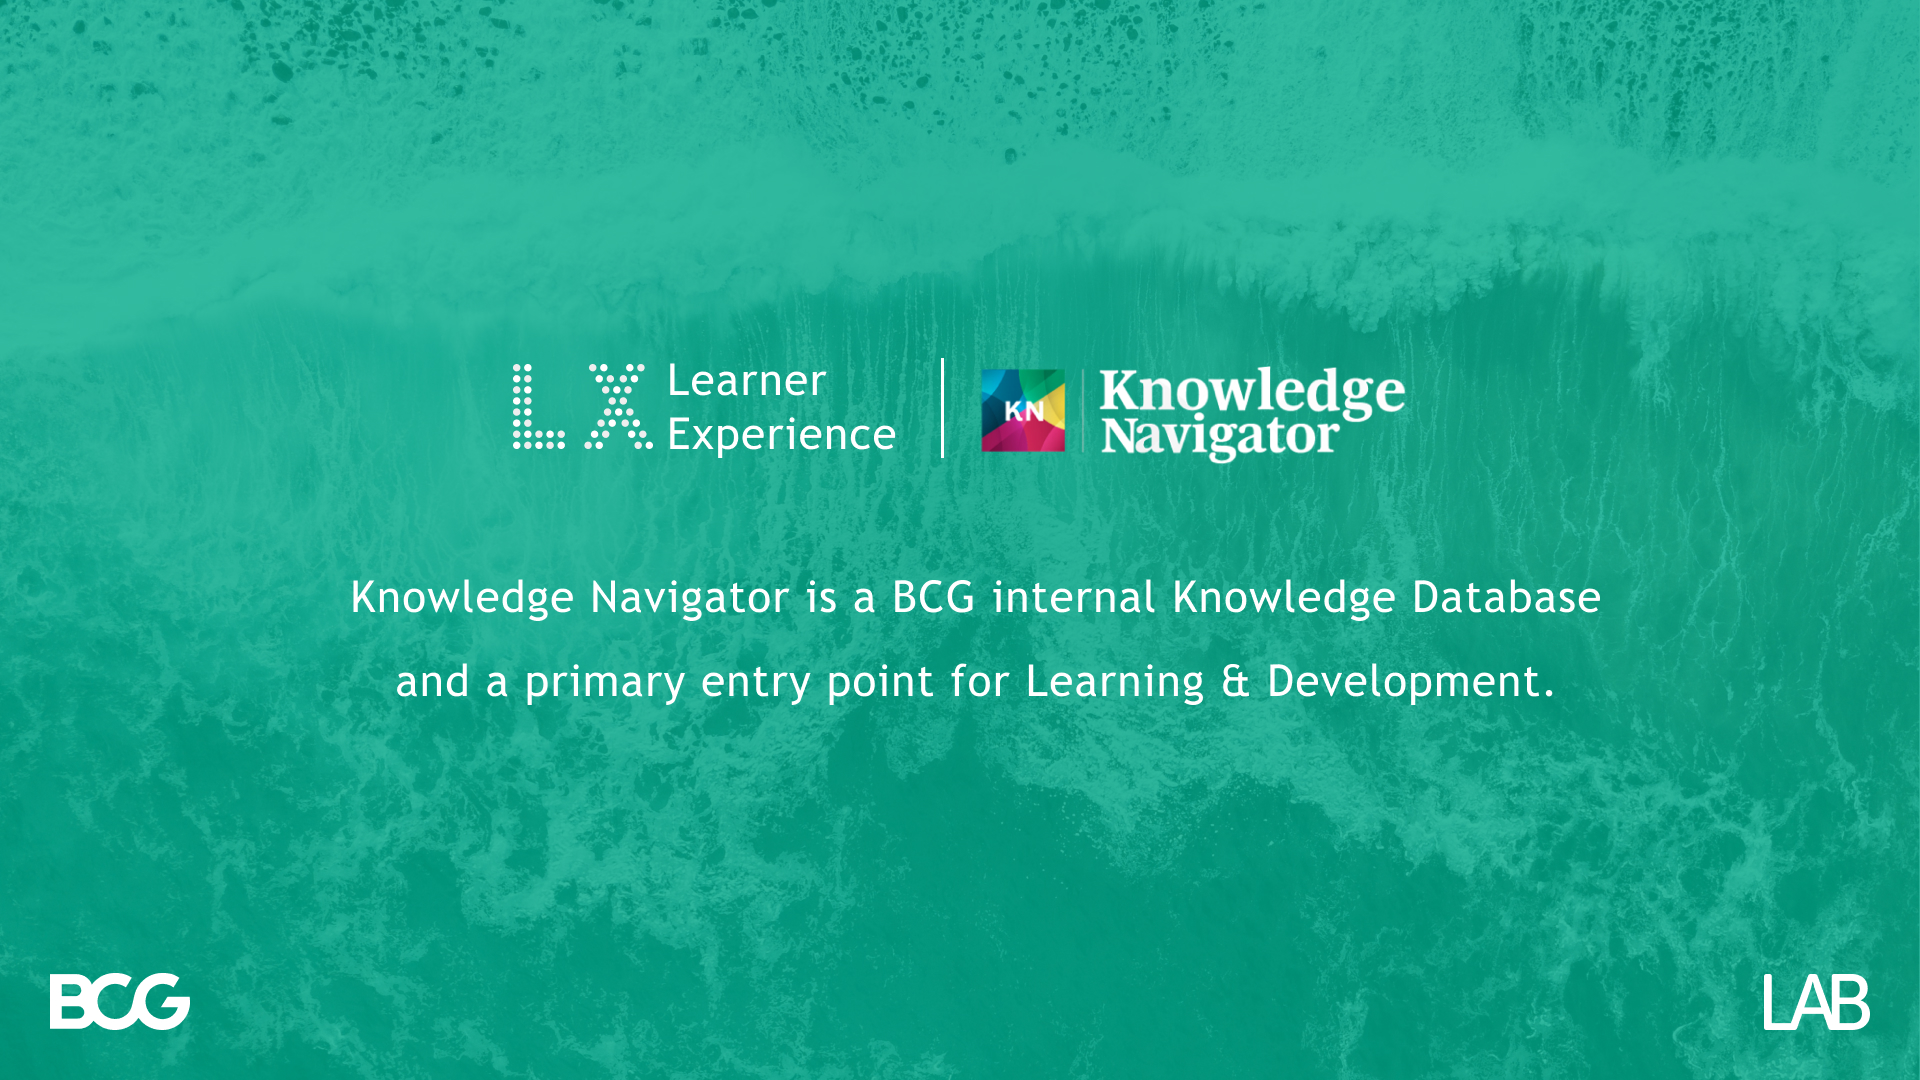 LX Learner
Experience
KN Knowledge
Navigator
Knowledge Navigator is a BCG internal Knowledge Database
and a primary entry point for Learning & Development.
BCG
LAB